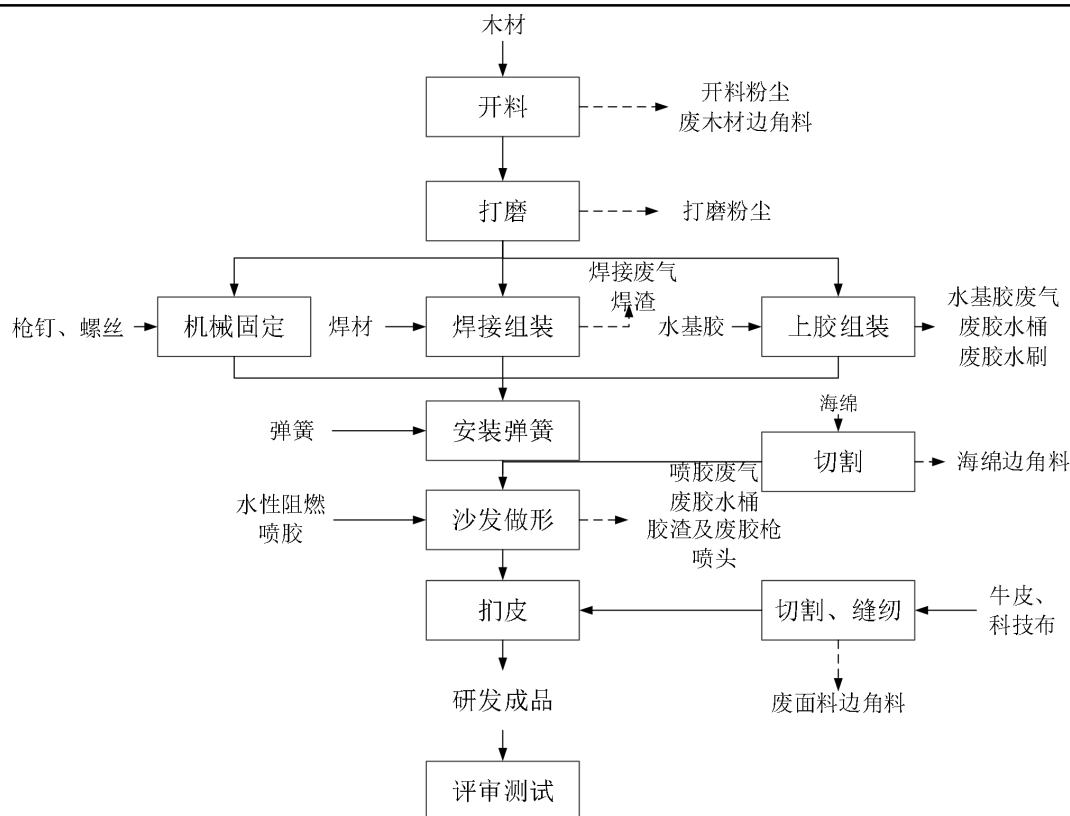 木材
开料
开料粉尘
废木材边角料
打磨
打磨粉尘
焊接废气
焊渣
枪钉、螺丝
机械固定
焊材
焊接组装
水基胶
上胶组装
水基胶废气
废胶水桶
废胶水刷
弹簧
安装弹簧
海绵
切割
海绵边角料
水性阻燃
喷胶
沙发做形
喷胶废气
废胶水桶
胶渣及废胶枪
喷头
扪皮
切割、缝纫
牛皮、
科技布
研发成品
废面料边角料
评审测试